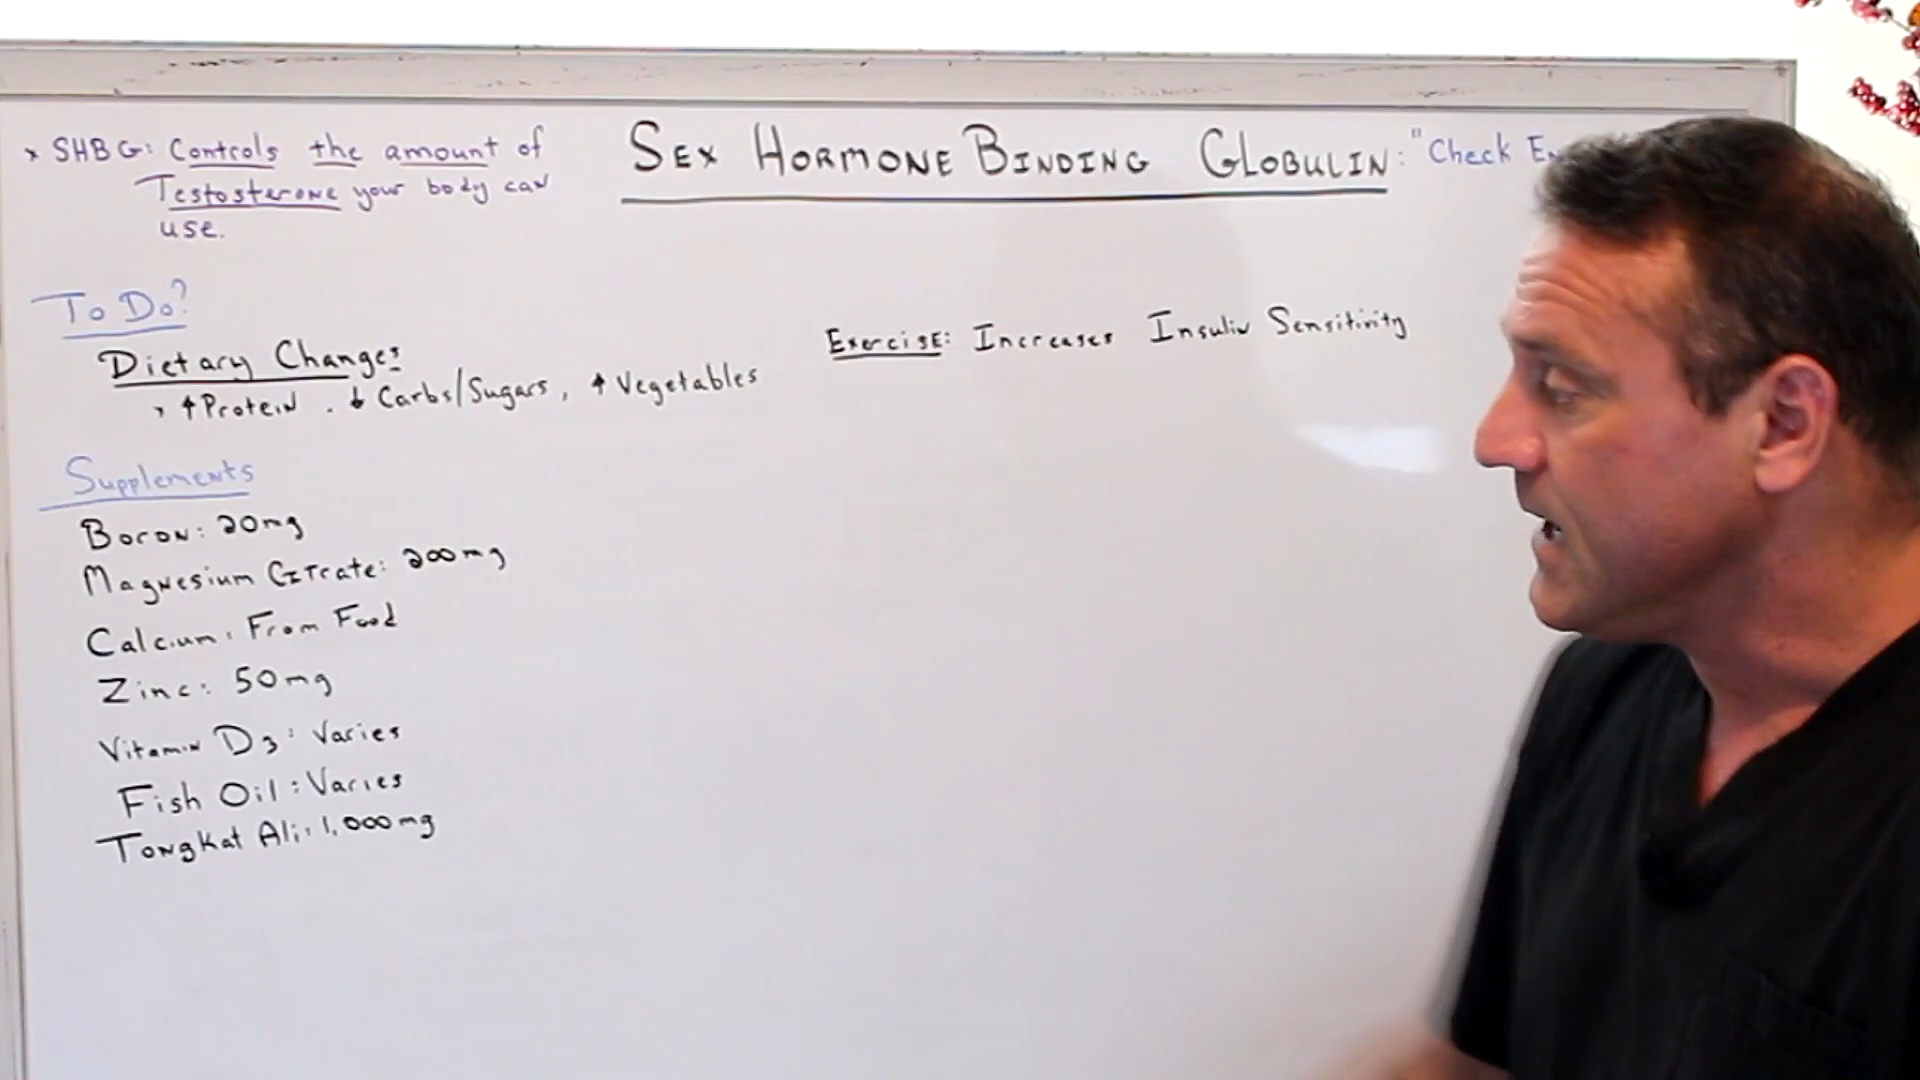 SEX HORMONE BINDING GLOBULIN: "Check
* SHBG: Controls the amount of
Testosterone your body can
use.
To Do?
Dietary Changes
↑ Protein . ↓ Carbs/Sugars, ↑ Vegetables
Exercise: Increases Insulin Sensitivity
Supplements
Boron: 20mg
Magnesium Citrate: 200mg
Calcium: From Food
Zinc: 50mg
Vitamin D3: Varies
Fish Oil: Varies
Tongkat Ali: 1,000mg